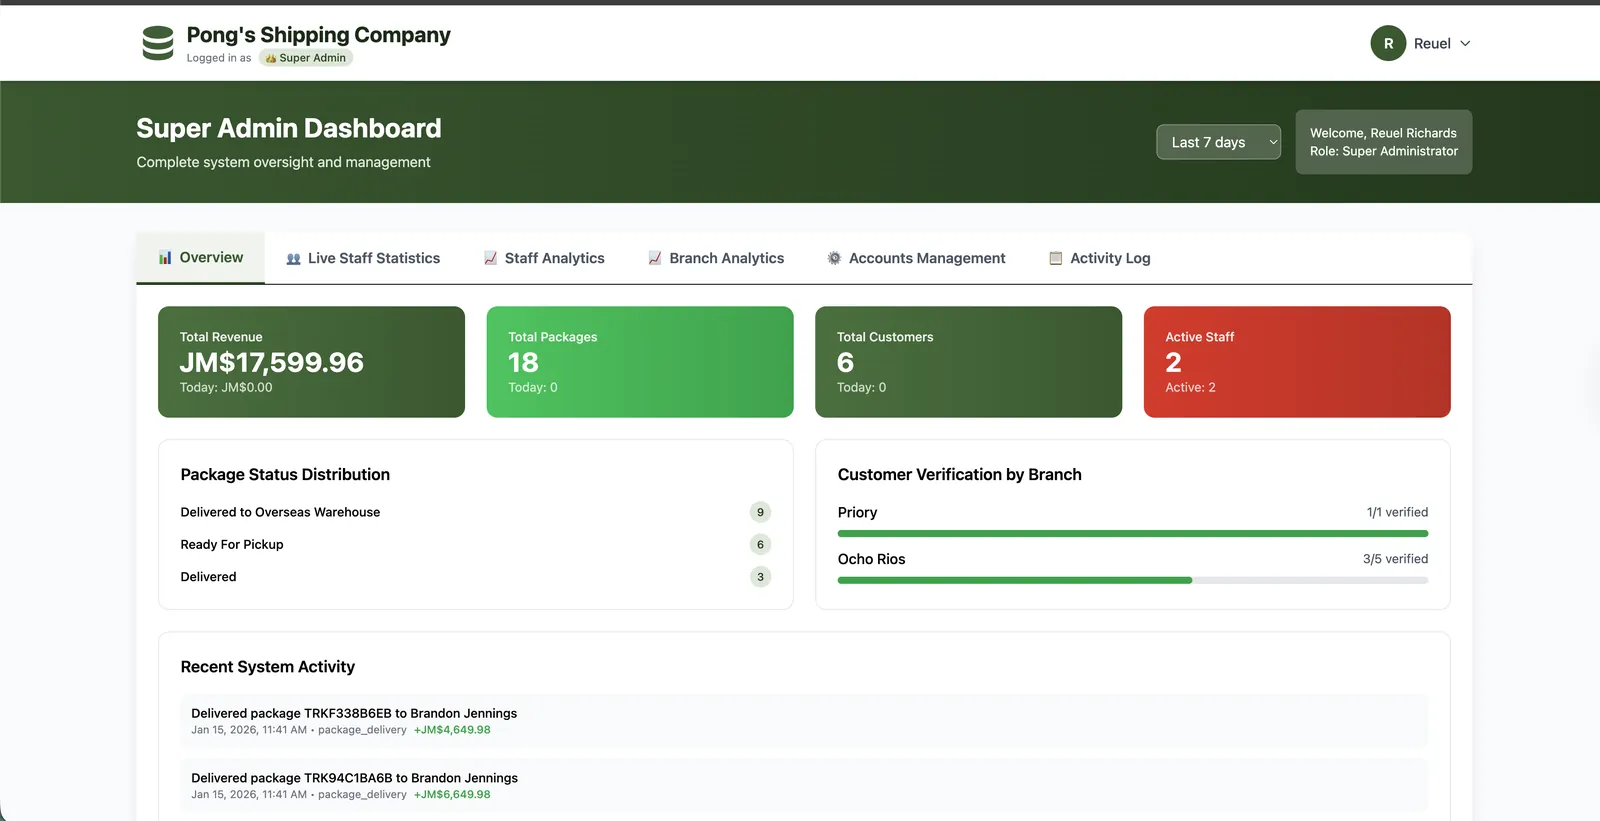 Pong's Shipping Company
Logged in as 👑 Super Admin
R Reuel
Super Admin Dashboard
Complete system oversight and management
Last 7 days
Welcome, Reuel Richards
Role: Super Administrator
Overview
Live Staff Statistics
Staff Analytics
Branch Analytics
Accounts Management
Activity Log
Total Revenue
JM$17,599.96
Today: JM$0.00
Total Packages
18
Today: 0
Total Customers
6
Today: 0
Active Staff
2
Active: 2
Package Status Distribution
Delivered to Overseas Warehouse 9
Ready For Pickup 6
Delivered 3
Customer Verification by Branch
Priory 1/1 verified
Ocho Rios 3/5 verified
Recent System Activity
Delivered package TRKF338B6EB to Brandon Jennings
Jan 15, 2026, 11:41 AM • package_delivery +JM$4,649.98
Delivered package TRK94C1BA6B to Brandon Jennings
Jan 15, 2026, 11:41 AM • package_delivery +JM$6,649.98